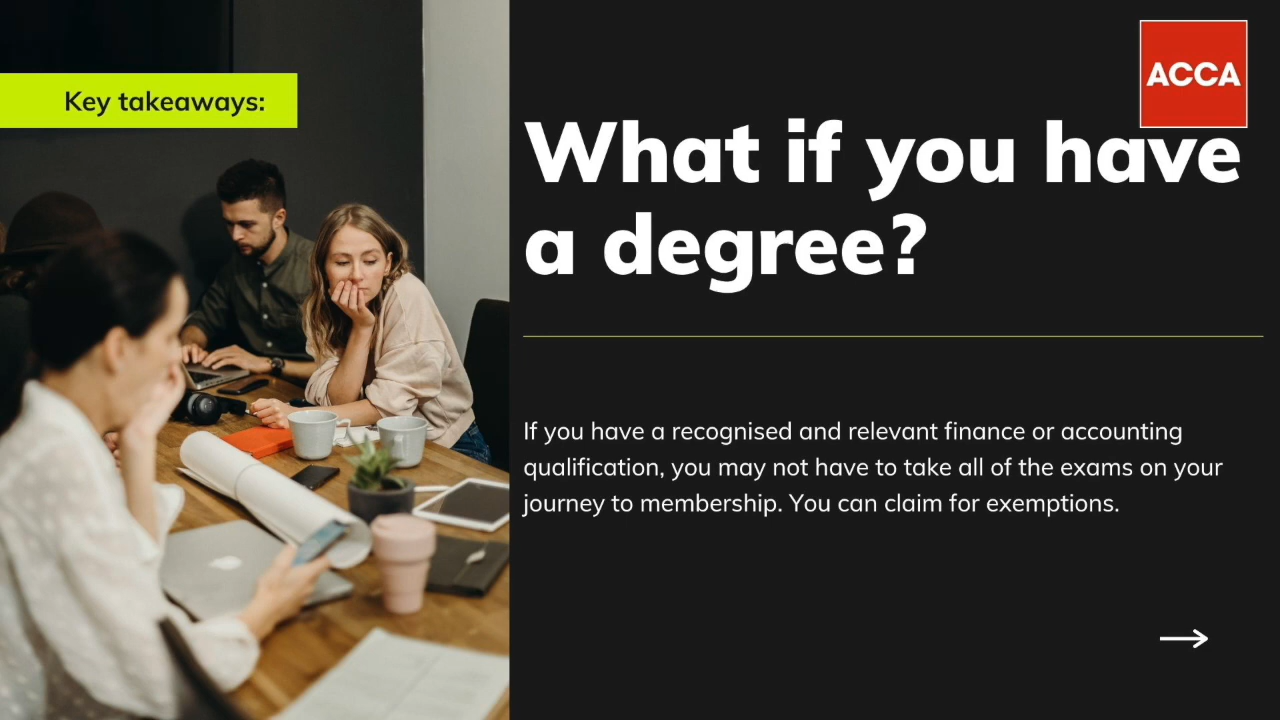 Key takeaways:
ACCA
What if you have
a degree?
If you have a recognised and relevant finance or accounting
qualification, you may not have to take all of the exams on your
journey to membership. You can claim for exemptions.